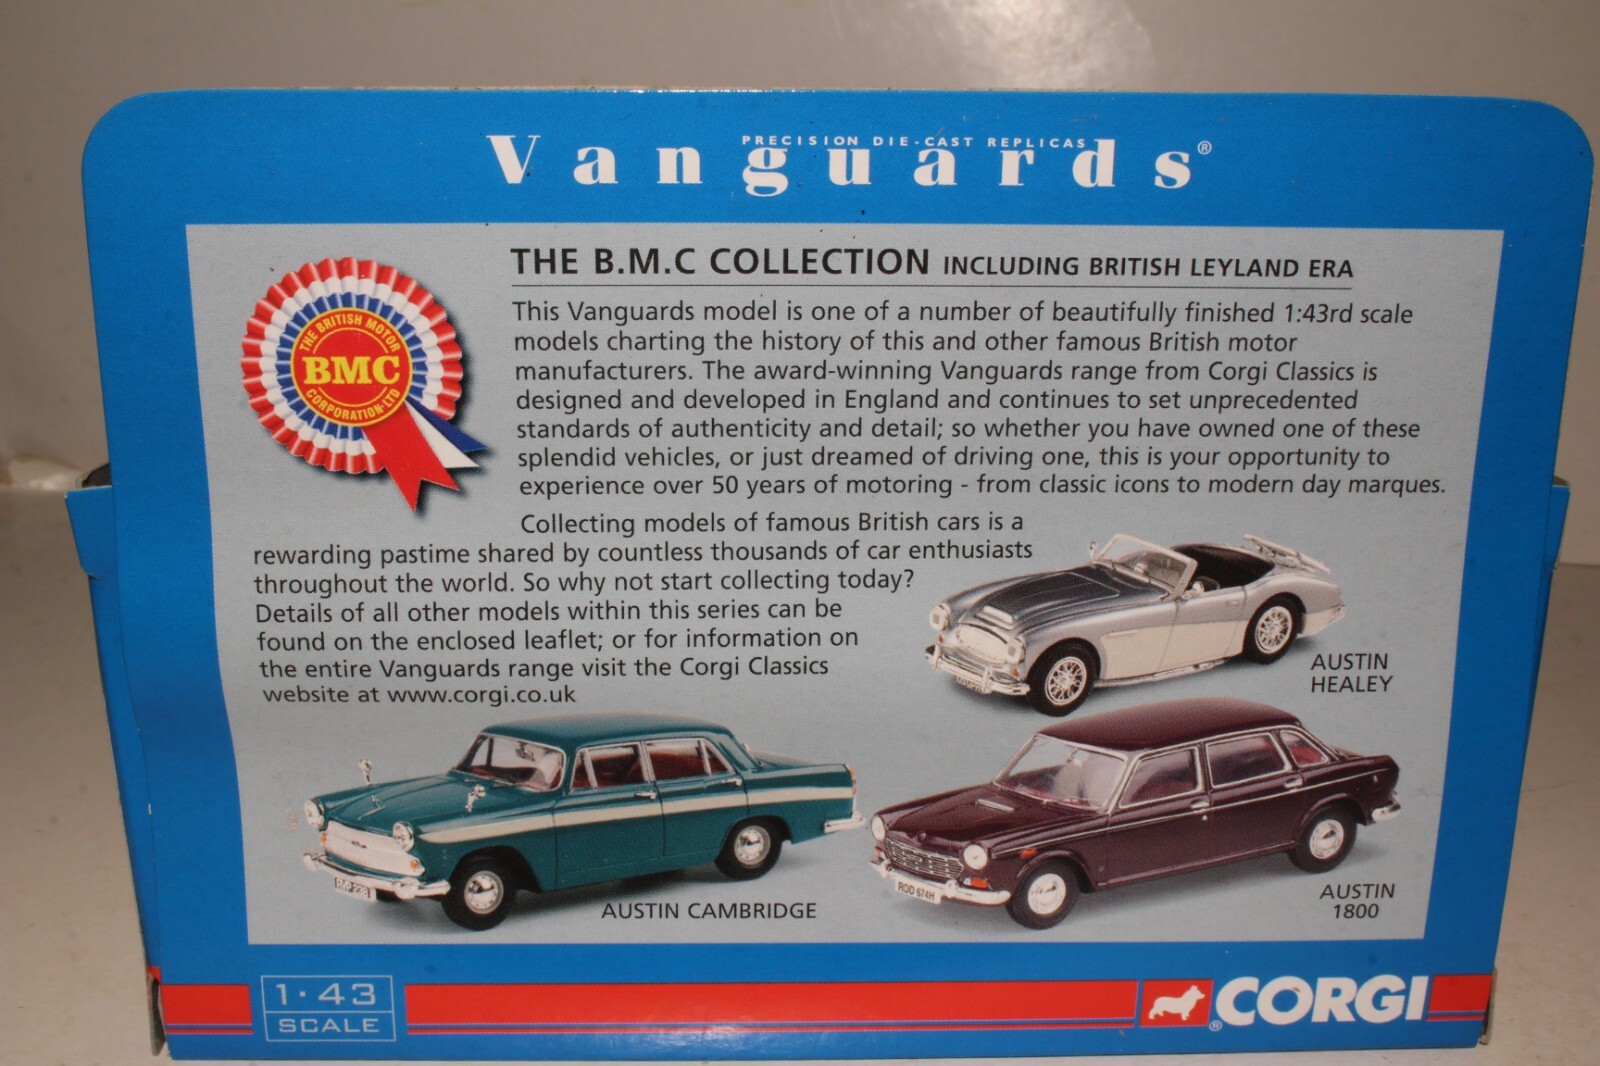 PRECISION DIE-CAST REPLICAS
Vanguards®
THE B.M.C COLLECTION INCLUDING BRITISH LEYLAND ERA
This Vanguards model is one of a number of beautifully finished 1:43rd scale
models charting the history of this and other famous British motor
manufacturers. The award-winning Vanguards range from Corgi Classics is
designed and developed in England and continues to set unprecedented
standards of authenticity and detail; so whether you have owned one of these
splendid vehicles, or just dreamed of driving one, this is your opportunity to
experience over 50 years of motoring - from classic icons to modern day marques.
THE BRITISH MOTOR
BMC
CORPORATION·LTD
Collecting models of famous British cars is a
rewarding pastime shared by countless thousands of car enthusiasts
throughout the world. So why not start collecting today?
Details of all other models within this series can be
found on the enclosed leaflet; or for information on
the entire Vanguards range visit the Corgi Classics
website at www.corgi.co.uk
AUSTIN
HEALEY
AUSTIN CAMBRIDGE
ROD 674H
AUSTIN
1800
1·43
SCALE
®CORGI